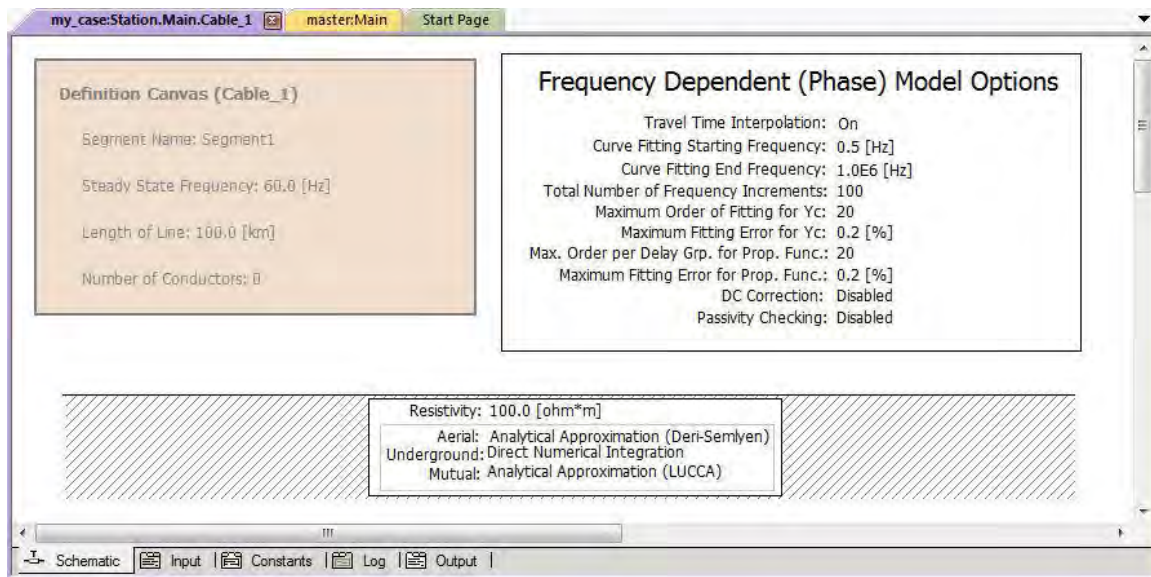 my_case:Station.Main.Cable_1
master:Main
Start Page
Definition Canvas (Cable_1)
Segment Name: Segment1
Steady State Frequency: 60.0 [Hz]
Length of Line: 100.0 [km]
Number of Conductors: 0
Frequency Dependent (Phase) Model Options
Travel Time Interpolation: On
Curve Fitting Starting Frequency: 0.5 [Hz]
Curve Fitting End Frequency: 1.0E6 [Hz]
Total Number of Frequency Increments: 100
Maximum Order of Fitting for Yc: 20
Maximum Fitting Error for Yc: 0.2 [%]
Max. Order per Delay Grp. for Prop. Func.: 20
Maximum Fitting Error for Prop. Func.: 0.2 [%]
DC Correction: Disabled
Passivity Checking: Disabled
Resistivity: 100.0 [ohm*m]
Aerial: Analytical Approximation (Deri-Semlyen)
Underground: Direct Numerical Integration
Mutual: Analytical Approximation (LUCCA)
Schematic
Input
Constants
Log
Output